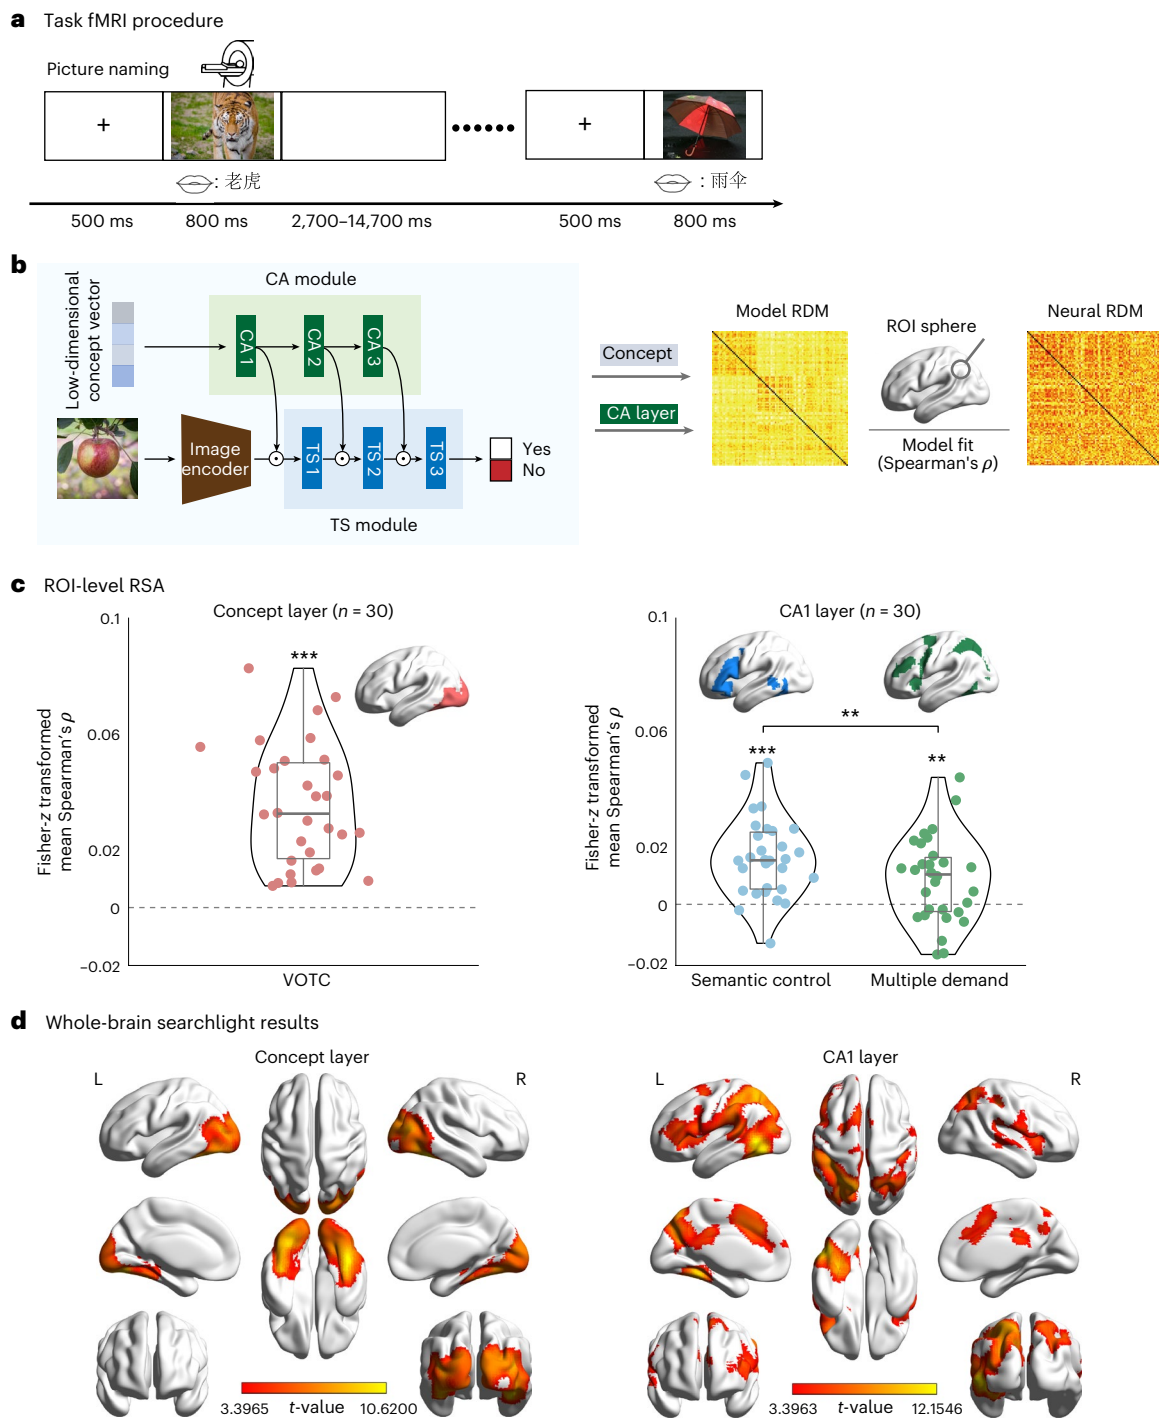 a Task fMRI procedure
Picture naming
+
+
: 老虎
: 雨伞
500 ms
800 ms
2,700–14,700 ms
500 ms
800 ms
b
Low-dimensional
concept vector
CA module
CA 1
CA 2
CA 3
Image
encoder
TS 1
TS 2
TS 3
Yes
No
TS module
Concept
CA layer
Model RDM
ROI sphere
Neural RDM
Model fit
(Spearman's ρ)
c ROI-level RSA
Concept layer (n = 30)
Fisher-z transformed
mean Spearman's ρ
0.1
0.06
0.02
0
–0.02
***
VOTC
CA1 layer (n = 30)
Fisher-z transformed
mean Spearman's ρ
0.1
0.06
0.02
0
–0.02
**
***
**
Semantic control
Multiple demand
d Whole-brain searchlight results
Concept layer
L
R
3.3965
t-value
10.6200
CA1 layer
L
R
3.3963
t-value
12.1546